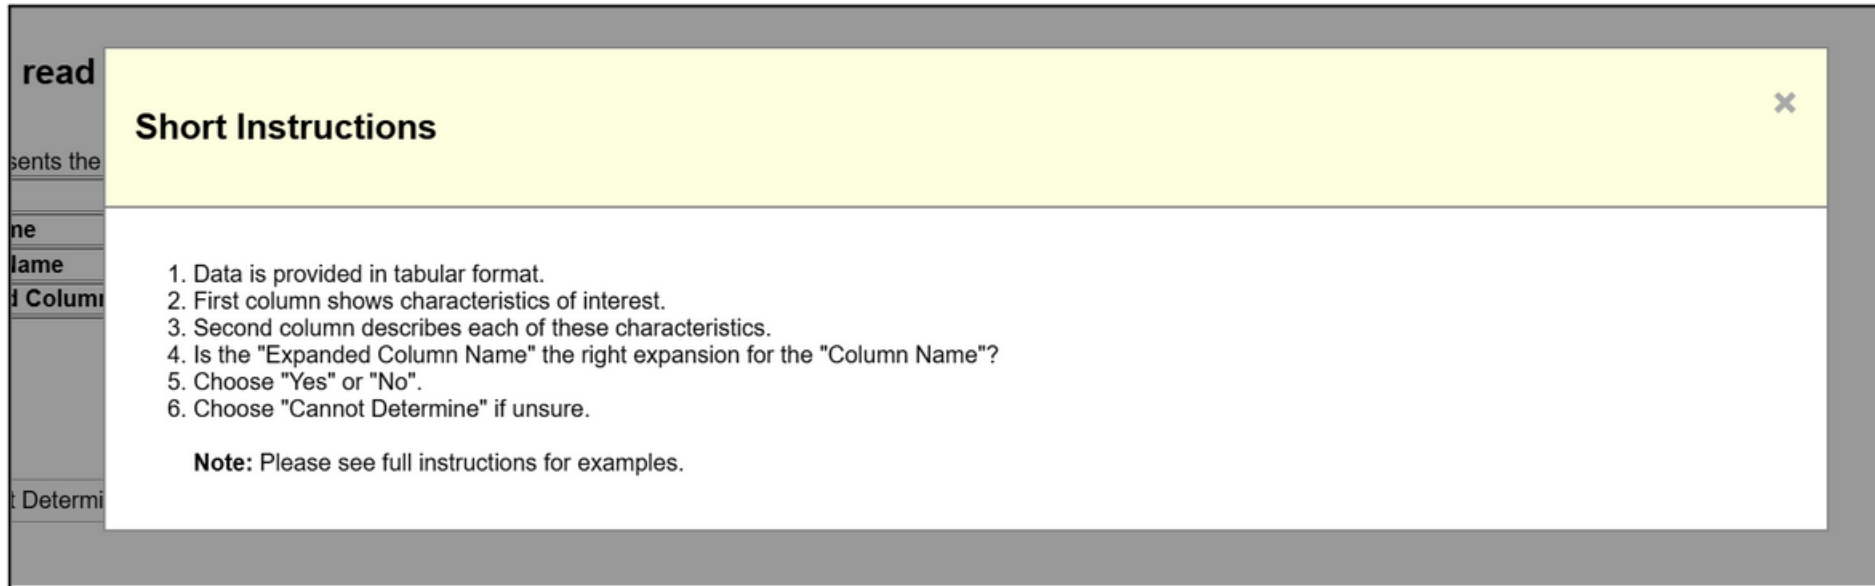 read
Short Instructions
sents the
me
Name
d Column
1. Data is provided in tabular format.
2. First column shows characteristics of interest.
3. Second column describes each of these characteristics.
4. Is the "Expanded Column Name" the right expansion for the "Column Name"?
5. Choose "Yes" or "No".
6. Choose "Cannot Determine" if unsure.
Note: Please see full instructions for examples.
t Determi